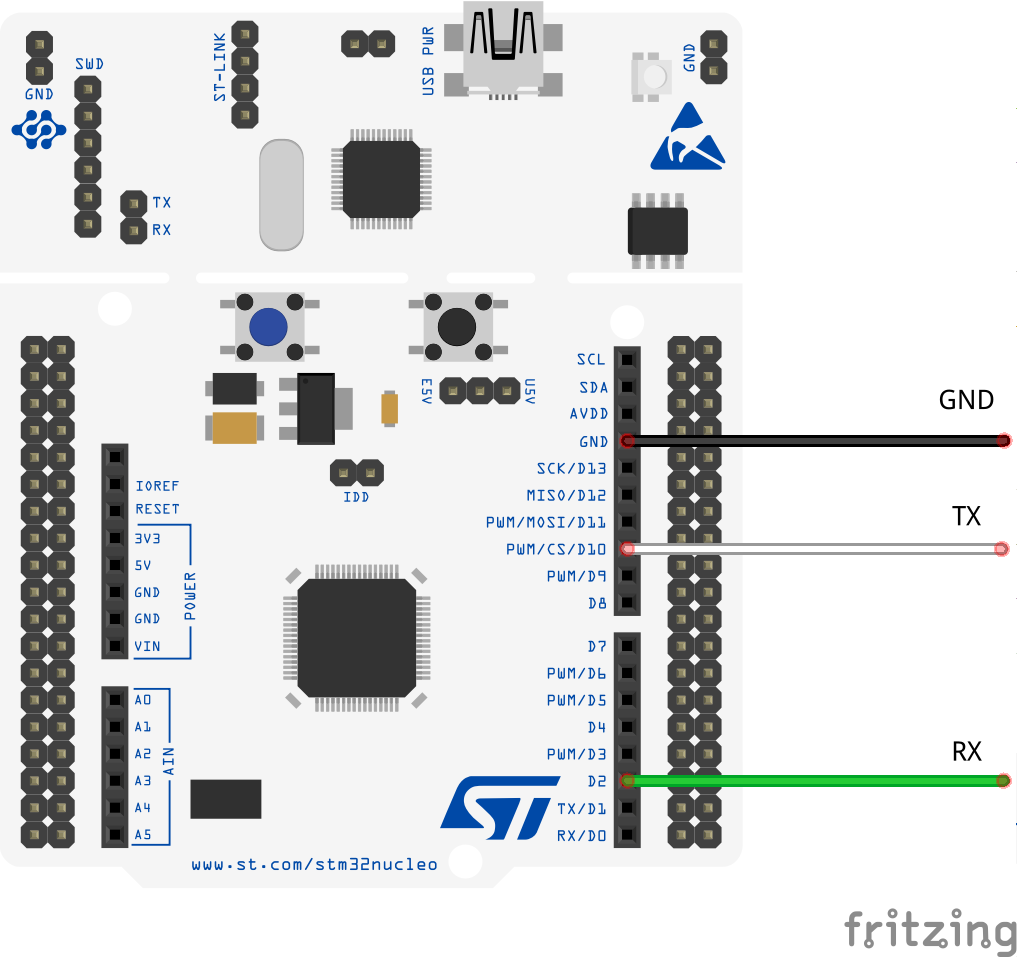 SWD
GND
TX
RX
ST-LINK
USB PWR
GND
E5V
U5V
IDD
IOREF
RESET
3V3
5V
GND
GND
VIN
POWER
A0
A1
A2
A3
A4
A5
AIN
SCL
SDA
AVDD
GND
SCK/D13
MISO/D12
PWM/MOSI/D11
PWM/CS/D10
PWM/D9
D8
D7
PWM/D6
PWM/D5
D4
PWM/D3
D2
TX/D1
RX/D0
GND
TX
RX
ST
www.st.com/stm32nucleo
fritzing